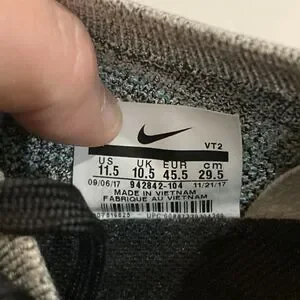 VT2
US UK EUR cm
11.5 10.5 45.5 29.5
09/06/17 942842-104 11/21/17
MADE IN VIETNAM
FABRIQUÉ AU VIETNAM